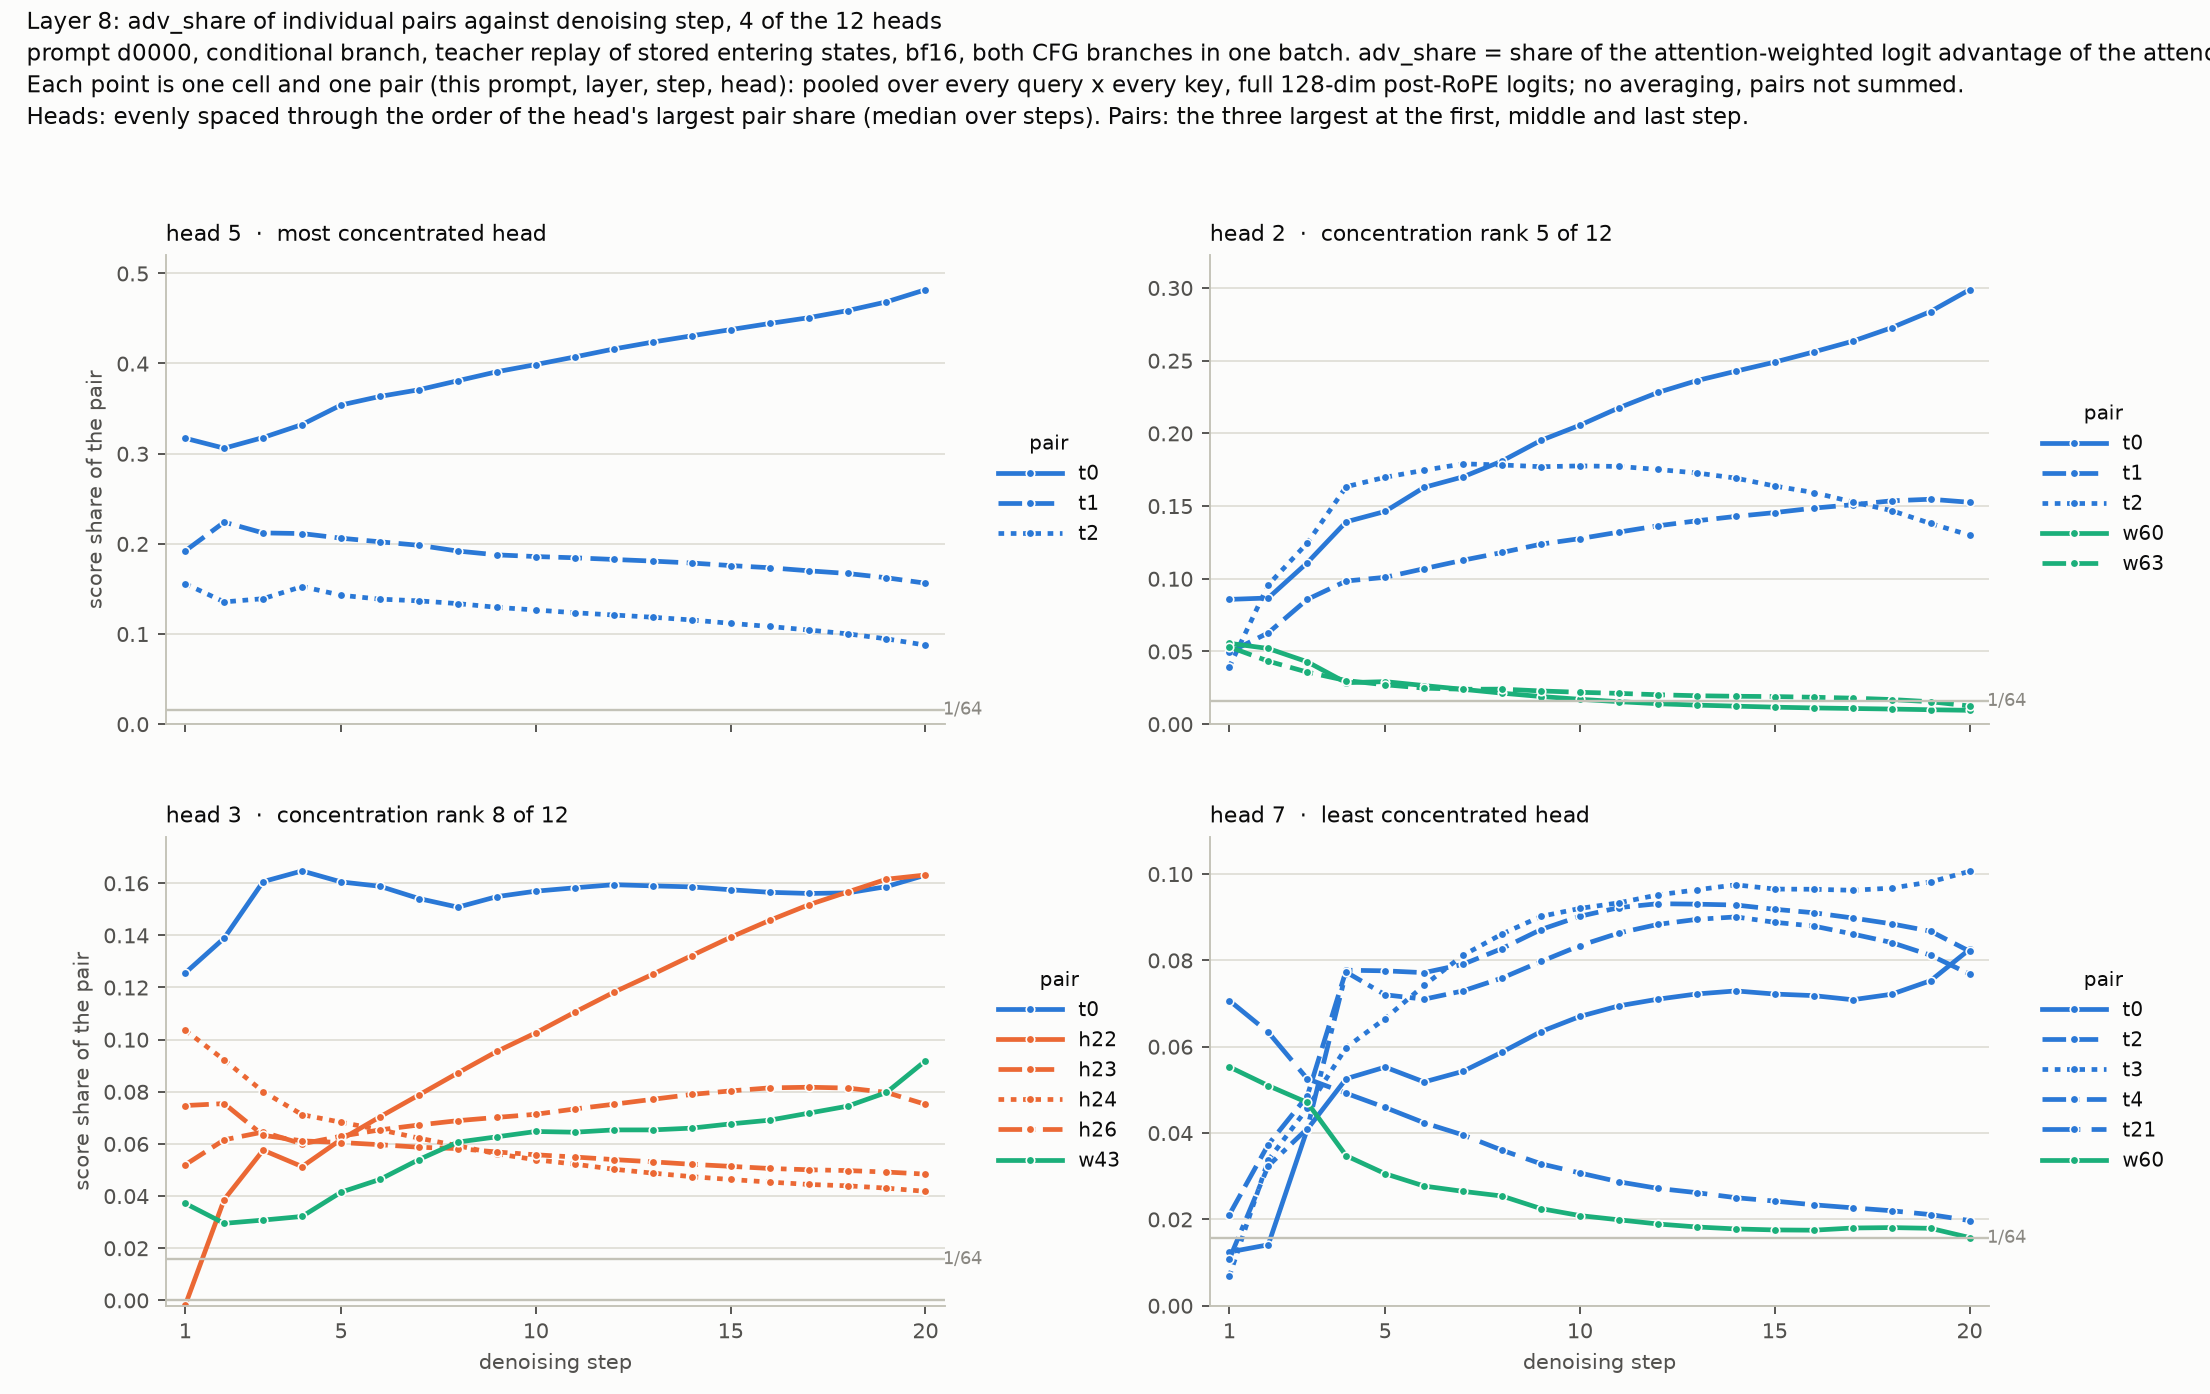 Layer 8: adv_share of individual pairs against denoising step, 4 of the 12 heads
prompt d0000, conditional branch, teacher replay of stored entering states, bf16, both CFG branches in one batch. adv_share = share of the attention-weighted logit advantage of the
Each point is one cell and one pair (this prompt, layer, step, head): pooled over every query x every key, full 128-dim post-RoPE logits; no averaging, pairs not summed.
Heads: evenly spaced through the order of the head's largest pair share (median over steps). Pairs: the three largest at the first, middle and last step.
head 5 · most concentrated head
0.5
0.4
0.3
0.2
0.1
0.0
score share of the pair
1/64
pair
t0
t1
t2
head 2 · concentration rank 5 of 12
0.30
0.25
0.20
0.15
0.10
0.05
0.00
1/64
pair
t0
t1
t2
w60
w63
head 3 · concentration rank 8 of 12
0.16
0.14
0.12
0.10
0.08
0.06
0.04
0.02
0.00
score share of the pair
1/64
1
5
10
15
20
denoising step
pair
t0
h22
h23
h24
h26
w43
head 7 · least concentrated head
0.10
0.08
0.06
0.04
0.02
0.00
1/64
1
5
10
15
20
denoising step
pair
t0
t2
t3
t4
t21
w60